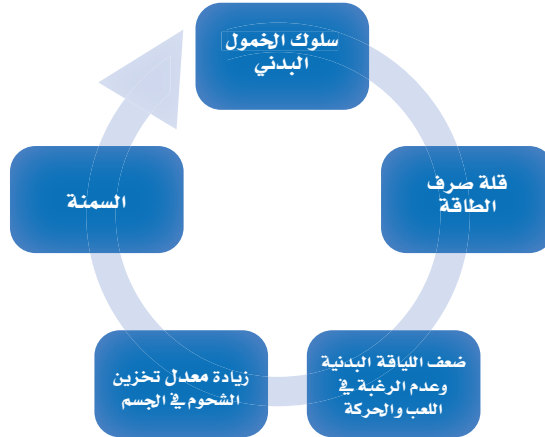 سلوك الخمول
البدني
قلة صرف
الطاقة
ضعف اللياقة البدنية
وعدم الرغبة في
اللعب والحركة
زيادة معدل تخزين
الشحوم في الجسم
السمنة